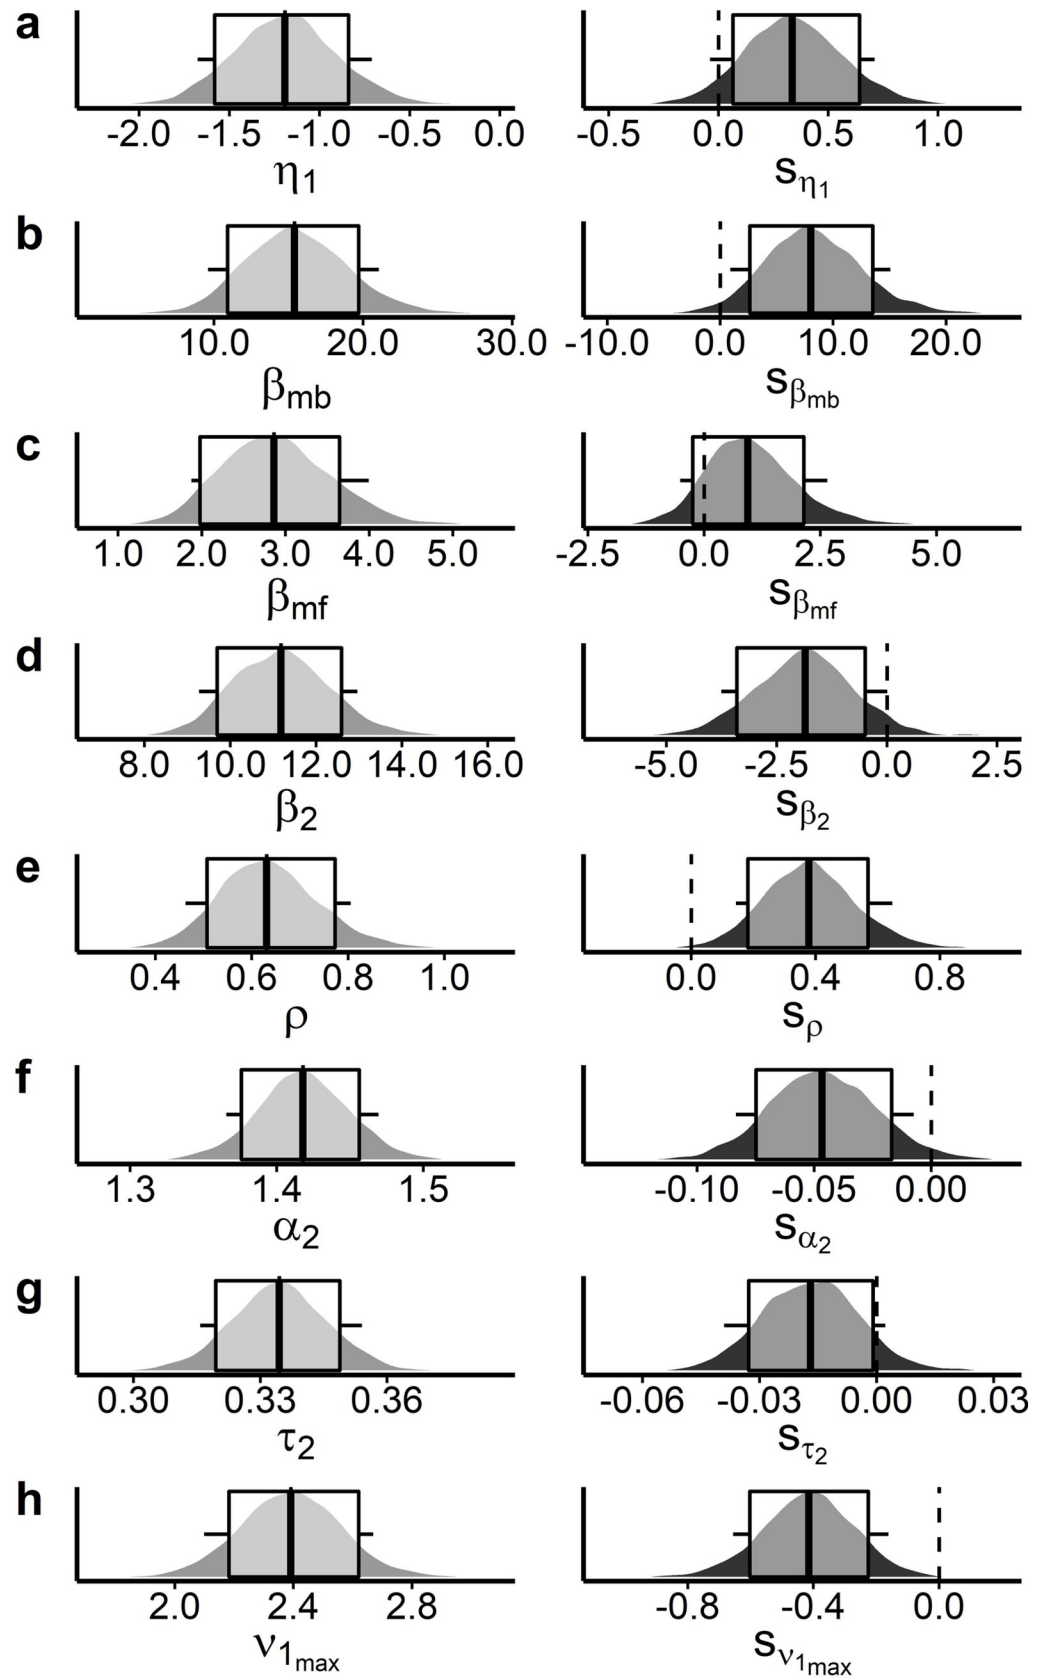 a
-2.0 -1.5 -1.0 -0.5 0.0 -0.5 0.0 0.5 1.0
η1 sη1
b
10.0 20.0 30.0 -10.0 0.0 10.0 20.0
βmb sβmb
c
1.0 2.0 3.0 4.0 5.0 -2.5 0.0 2.5 5.0
βmf sβmf
d
8.0 10.0 12.0 14.0 16.0 -5.0 -2.5 0.0 2.5
β2 sβ2
e
0.4 0.6 0.8 1.0 0.0 0.4 0.8
ρ sρ
f
1.3 1.4 1.5 -0.10 -0.05 0.00
α2 sα2
g
0.30 0.33 0.36 -0.06 -0.03 0.00 0.03
τ2 sτ2
h
2.0 2.4 2.8 -0.8 -0.4 0.0
ν1max sν1max